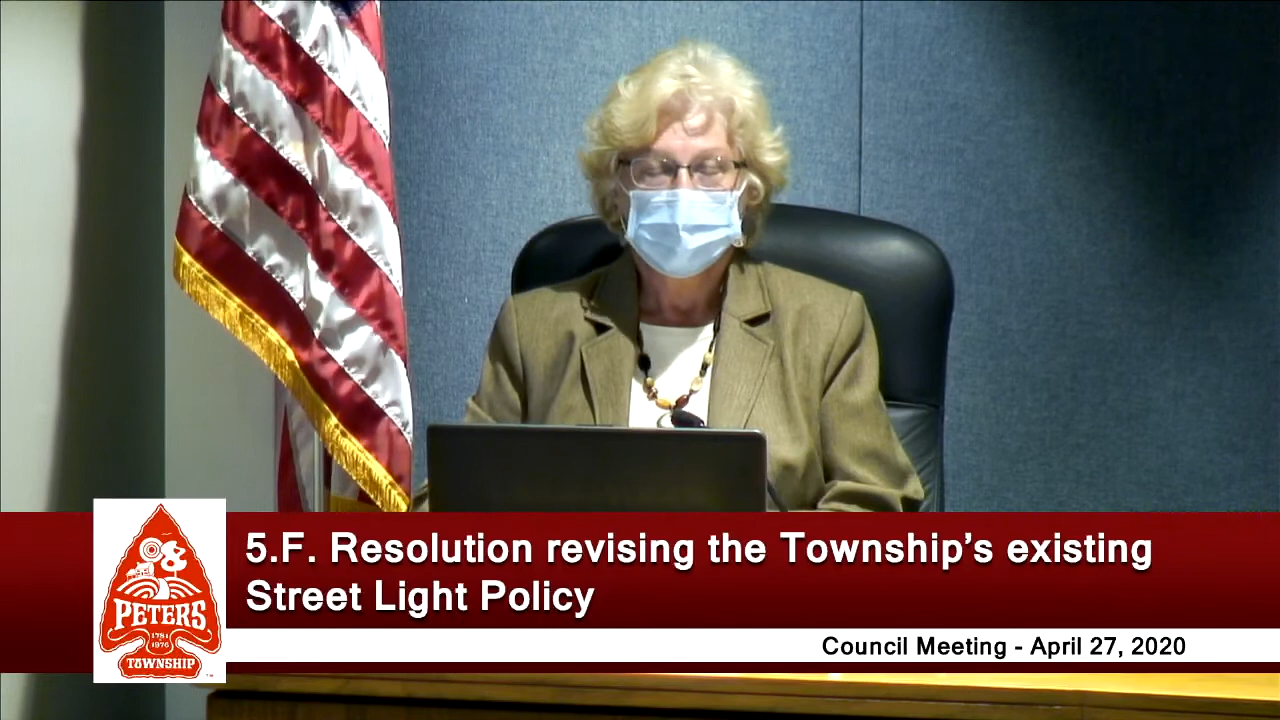 5.F. Resolution revising the Township’s existing
Street Light Policy
Council Meeting - April 27, 2020
PETERS
1781
1976
TOWNSHIP